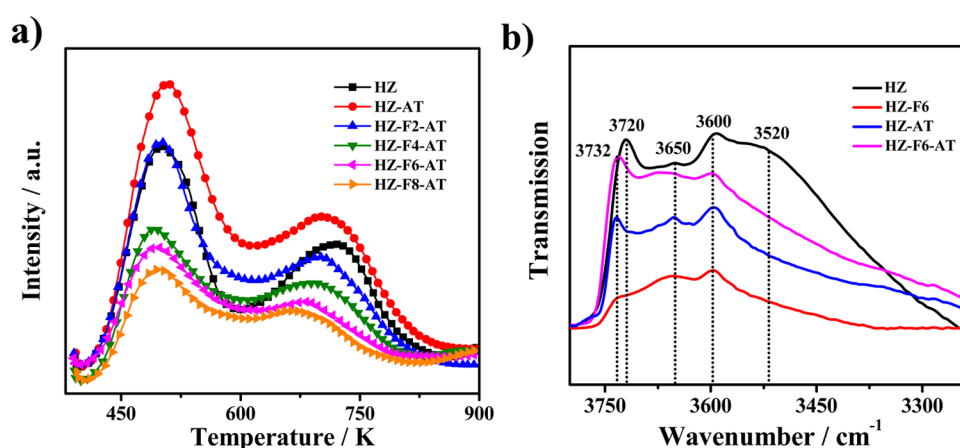 a)
Intensity / a.u.
HZ
HZ-AT
HZ-F2-AT
HZ-F4-AT
HZ-F6-AT
HZ-F8-AT
450 600 750 900
Temperature / K
b)
Transmission
3732 3720 3650 3600 3520
HZ
HZ-F6
HZ-AT
HZ-F6-AT
3750 3600 3450 3300
Wavenumber / cm⁻¹